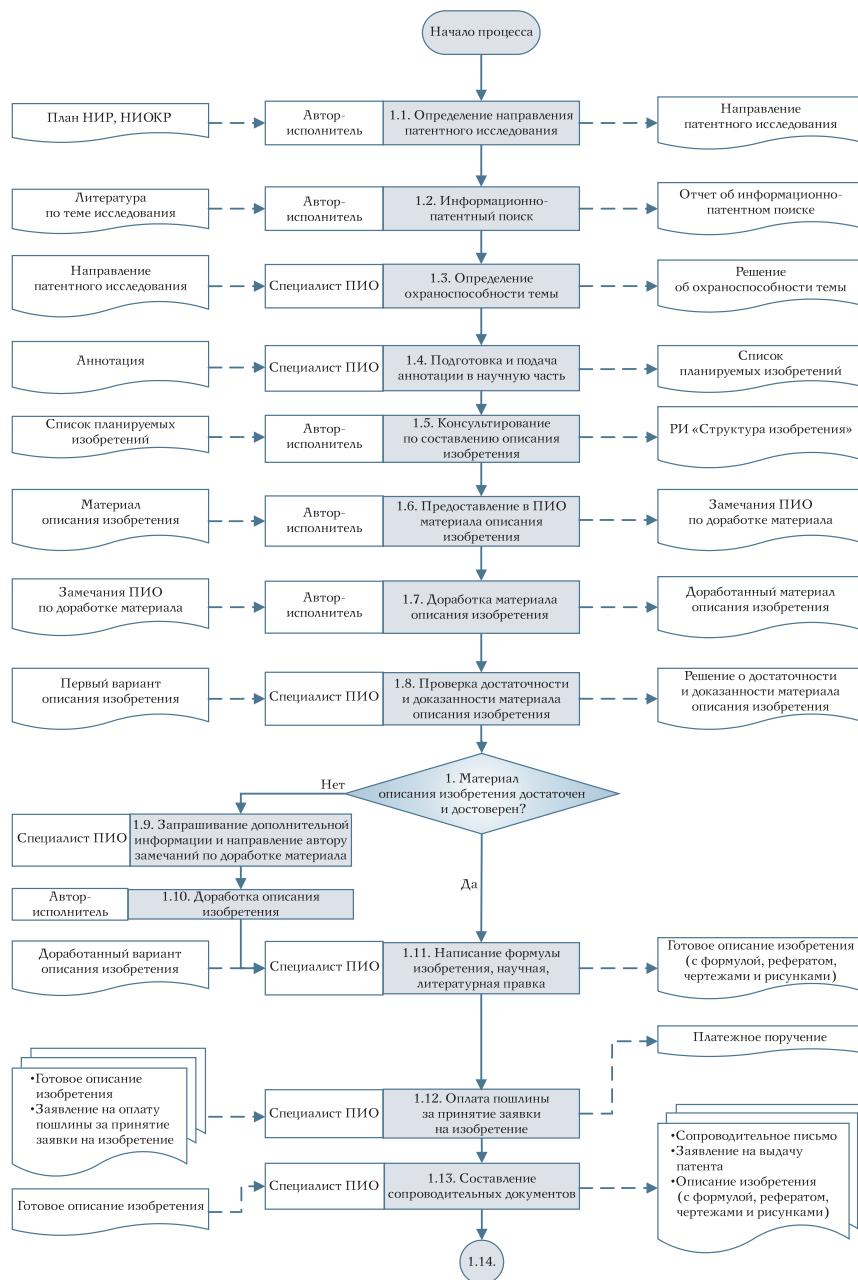 Начало процесса
План НИР, НИОКР
Автор-
исполнитель
1.1. Определение направления
патентного исследования
Направление
патентного исследования
Литература
по теме исследования
Автор-
исполнитель
1.2. Информационно-
патентный поиск
Отчет об информационно-
патентном поиске
Направление
патентного исследования
Специалист ПИО
1.3. Определение
охраноспособности темы
Решение
об охраноспособности темы
Аннотация
Специалист ПИО
1.4. Подготовка и подача
аннотации в научную часть
Список
планируемых изобретений
Список планируемых
изобретений
Автор-
исполнитель
1.5. Консультирование
по составлению описания
изобретения
РИ «Структура изобретения»
Материал
описания изобретения
Автор-
исполнитель
1.6. Предоставление в ПИО
материала описания
изобретения
Замечания ПИО
по доработке материала
Замечания ПИО
по доработке материала
Автор-
исполнитель
1.7. Доработка материала
описания изобретения
Доработанный материал
описания изобретения
Первый вариант
описания изобретения
Специалист ПИО
1.8. Проверка достаточности
и доказанности материала
описания изобретения
Решение о достаточности
и доказанности материала
описания изобретения
1. Материал
описания изобретения достаточен
и достоверен?
Нет
Специалист ПИО
1.9. Запрашивание дополнительной
информации и направление автору
замечаний по доработке материала
Да
Автор-
исполнитель
1.10. Доработка описания
изобретения
Доработанный вариант
описания изобретения
Специалист ПИО
1.11. Написание формулы
изобретения, научная,
литературная правка
Готовое описание изобретения
(с формулой, рефератом,
чертежами и рисунками)
Платежное поручение
•Готовое описание
изобретения
•Заявление на оплату
пошлины за принятие
заявки на изобретение
Специалист ПИО
1.12. Оплата пошлины
за принятие заявки
на изобретение
•Сопроводительное письмо
•Заявление на выдачу
патента
•Описание изобретения
(с формулой, рефератом,
чертежами и рисунками)
Готовое описание изобретения
Специалист ПИО
1.13. Составление
сопроводительных документов
1.14.